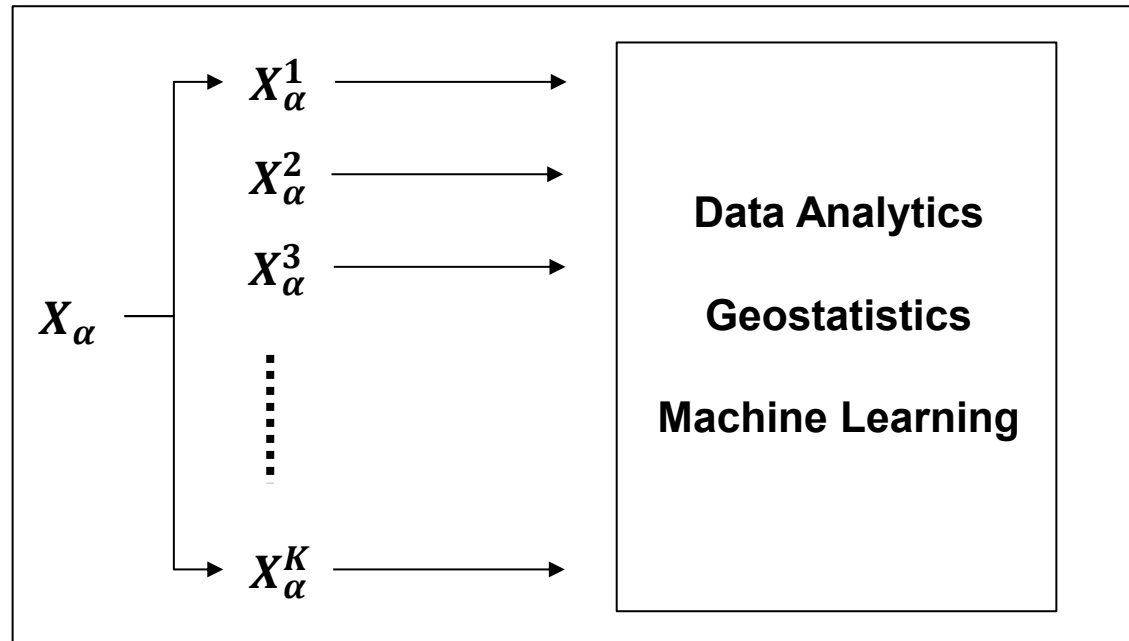 X_α^1
X_α^2
X_α^3
X_α
X_α^K
Data Analytics
Geostatistics
Machine Learning